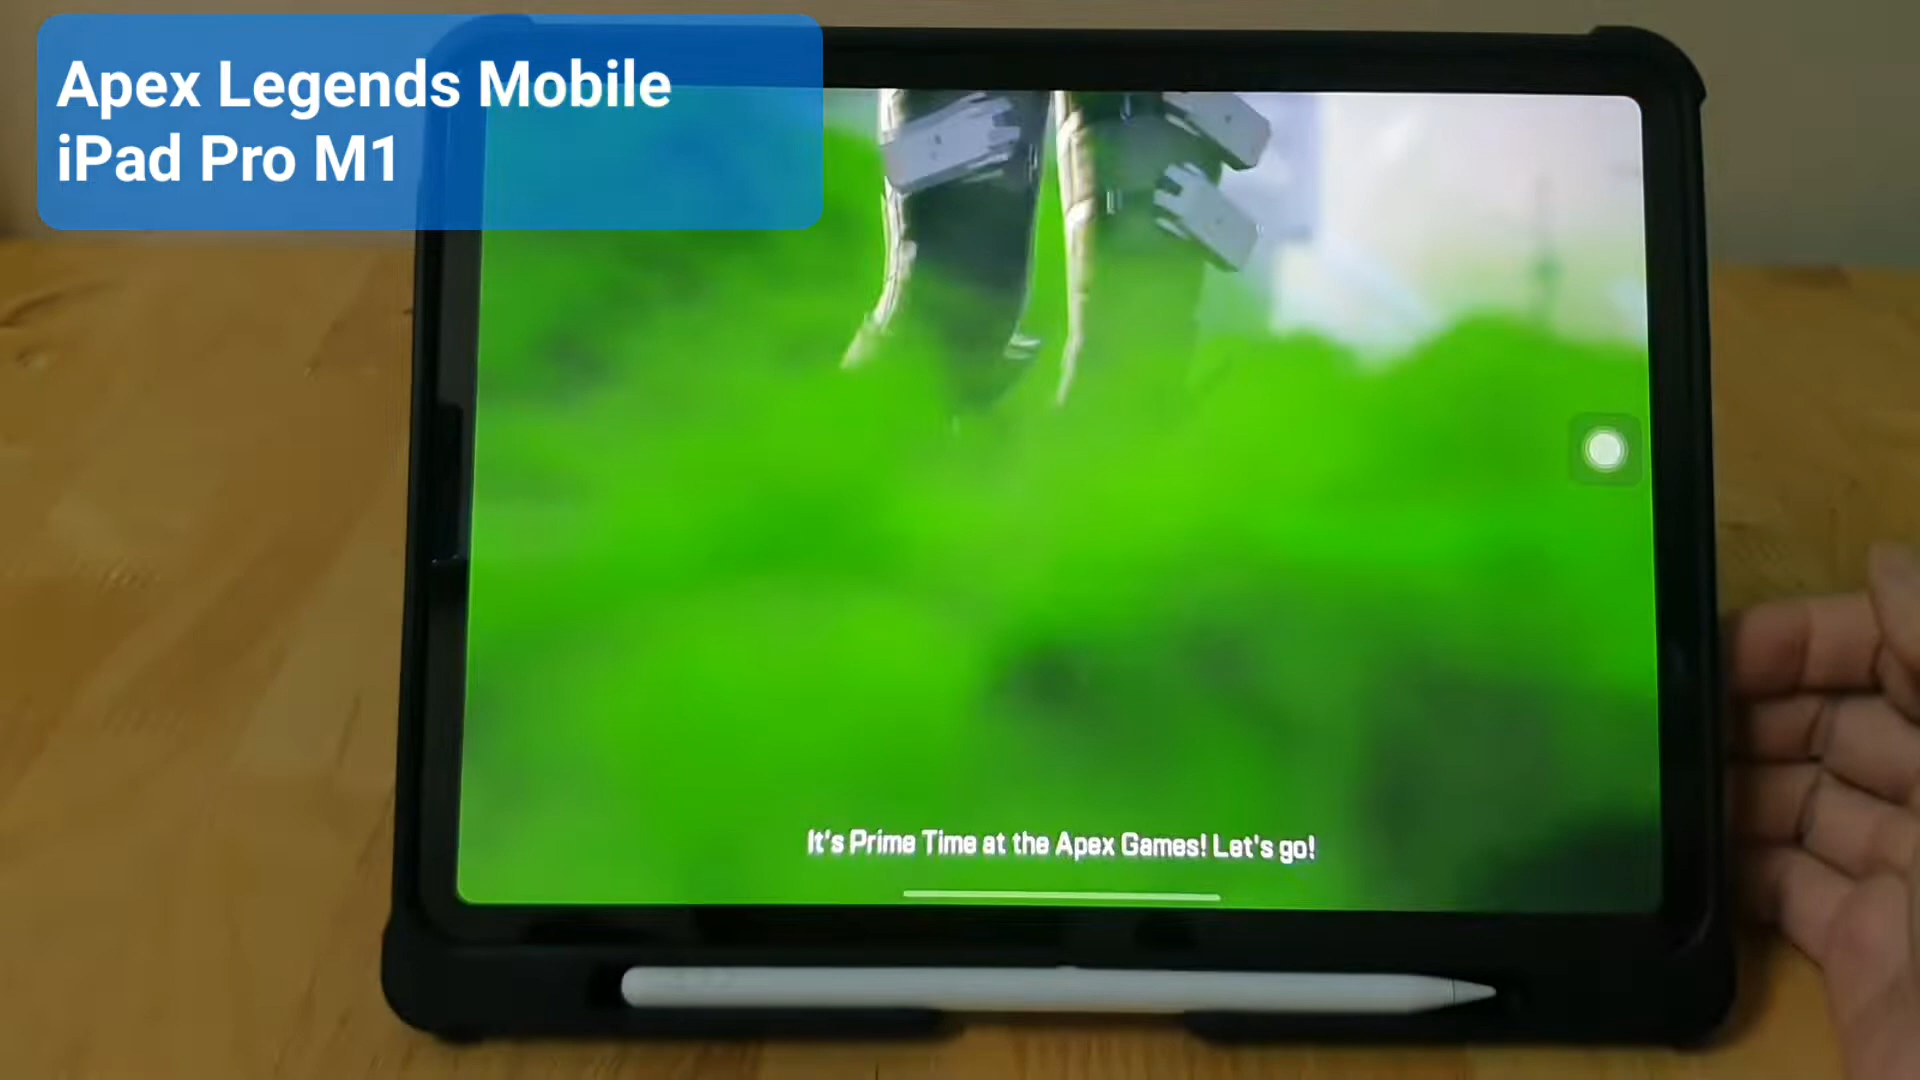 Apex Legends Mobile
iPad Pro M1
It's Prime Time at the Apex Games! Let's go!